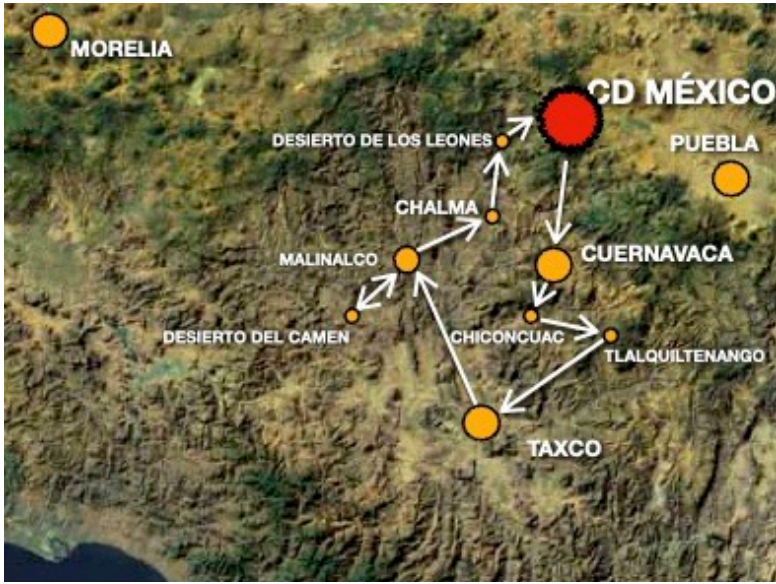 MORELIA
CD MÉXICO
DESIERTO DE LOS LEONES
PUEBLA
CHALMA
MALINALCO
CUERNAVACA
DESIERTO DEL CAMEN
CHICONCUAC
TLALQUILTENANGO
TAXCO